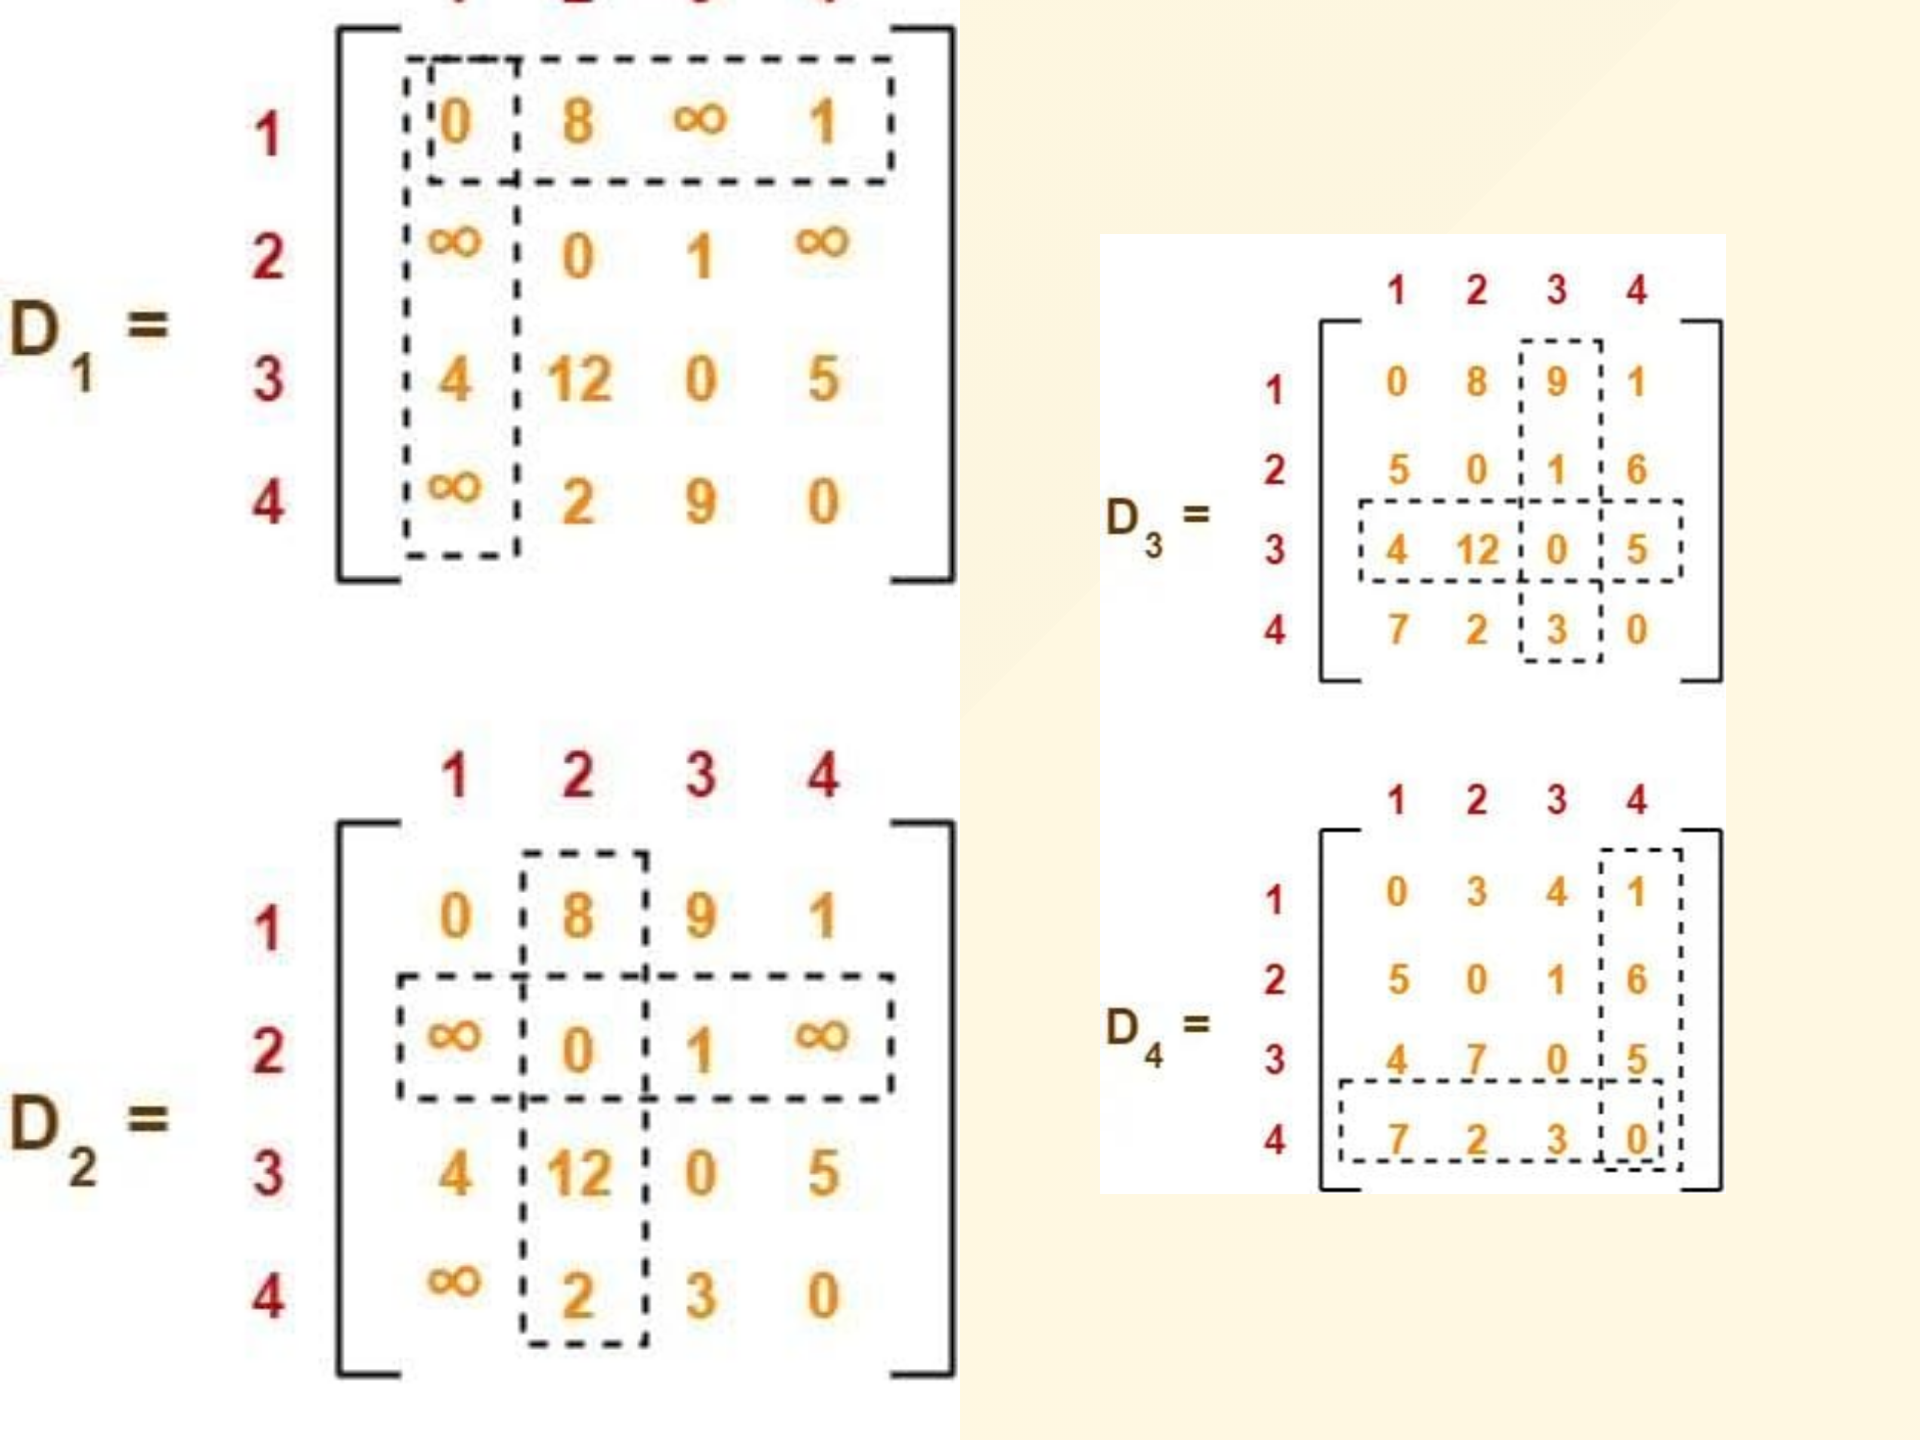 1 0 8 ∞ 1
2 ∞ 0 1 ∞
D1 =
3 4 12 0 5
4 ∞ 2 9 0
1 2 3 4
1 0 8 9 1
2 ∞ 0 1 ∞
D2 =
3 4 12 0 5
4 ∞ 2 3 0
1 2 3 4
1 0 8 9 1
2 5 0 1 6
D3 =
3 4 12 0 5
4 7 2 3 0
1 2 3 4
1 0 3 4 1
2 5 0 1 6
D4 =
3 4 7 0 5
4 7 2 3 0